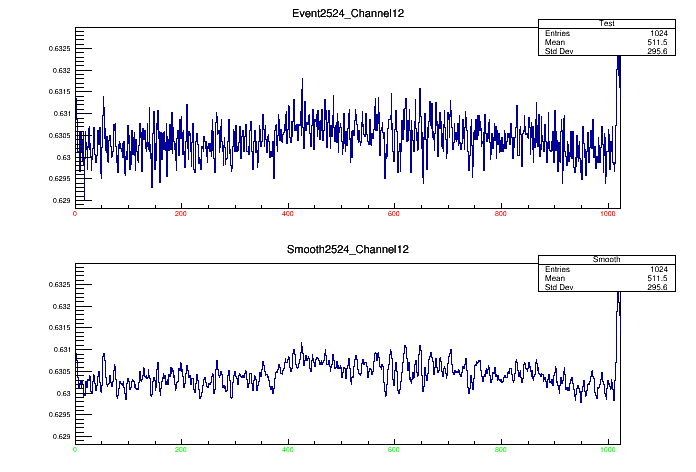 Event2524_Channel12
Test
Entries 1024
Mean 511.5
Std Dev 295.6
0.6325
0.632
0.6315
0.631
0.6305
0.63
0.6295
0.629
0 200 400 600 800 1000
Smooth2524_Channel12
Smooth
Entries 1024
Mean 511.5
Std Dev 295.6
0.6325
0.632
0.6315
0.631
0.6305
0.63
0.6295
0.629
0 200 400 600 800 1000